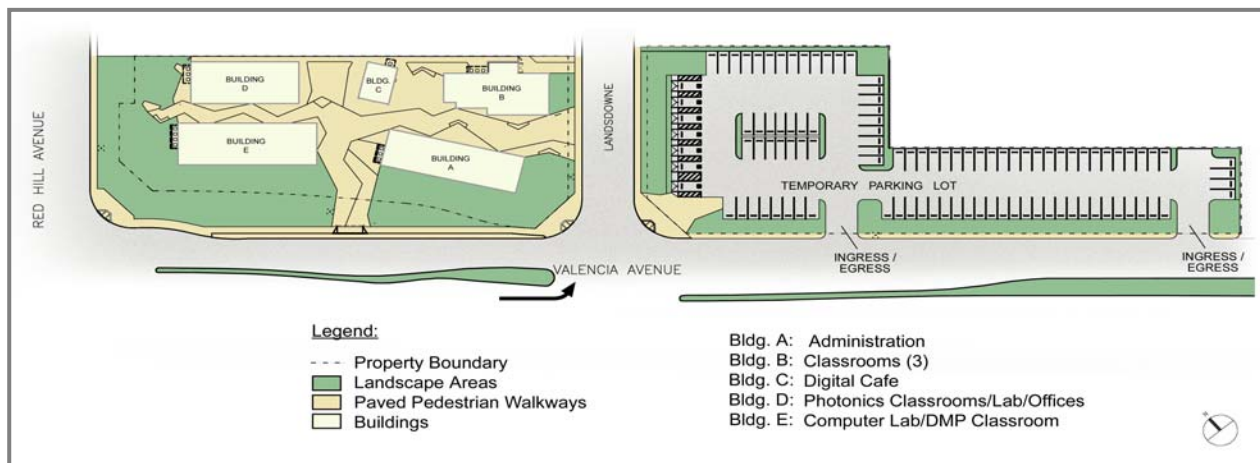 RED HILL AVENUE
BUILDING
D
BLDG.
C
BUILDING
B
BUILDING
E
BUILDING
A
LANDSDOWNE
TEMPORARY PARKING LOT
INGRESS /
EGRESS
INGRESS /
EGRESS
VALENCIA AVENUE
Legend:
Property Boundary
Landscape Areas
Paved Pedestrian Walkways
Buildings
Bldg. A: Administration
Bldg. B: Classrooms (3)
Bldg. C: Digital Cafe
Bldg. D: Photonics Classrooms/Lab/Offices
Bldg. E: Computer Lab/DMP Classroom